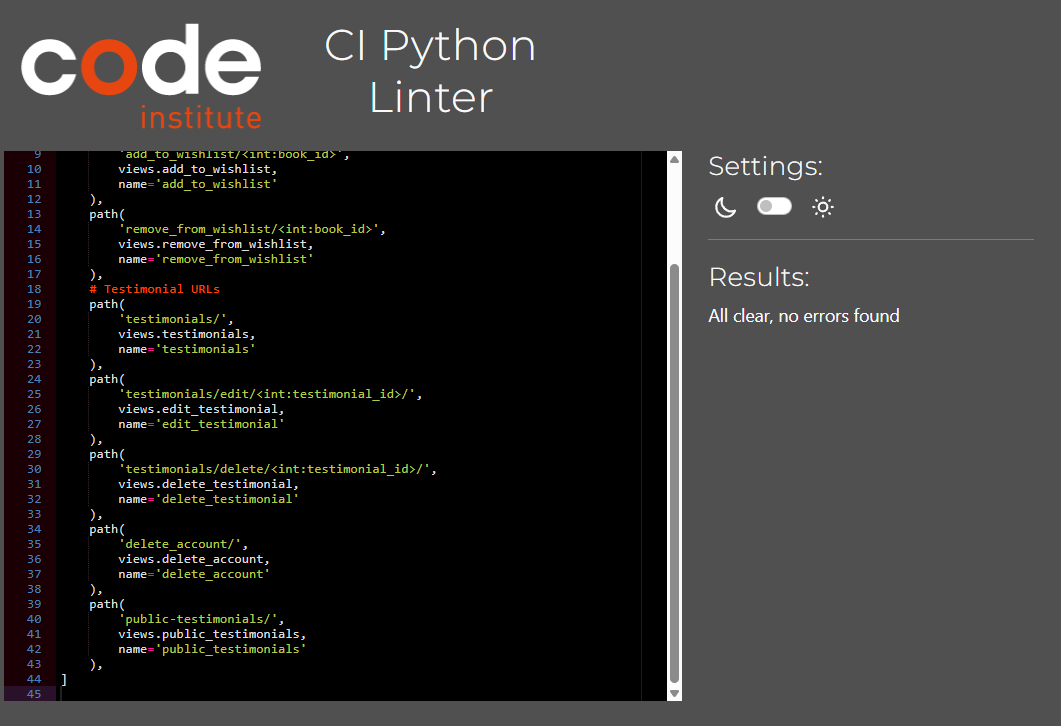 code
institute
CI Python
Linter
9 'add_to_wishlist/<int:book_id>',
10 views.add_to_wishlist,
11 name='add_to_wishlist'
12 ),
13 path(
14 'remove_from_wishlist/<int:book_id>',
15 views.remove_from_wishlist,
16 name='remove_from_wishlist'
17 ),
18 # Testimonial URLs
19 path(
20 'testimonials/',
21 views.testimonials,
22 name='testimonials'
23 ),
24 path(
25 'testimonials/edit/<int:testimonial_id>/',
26 views.edit_testimonial,
27 name='edit_testimonial'
28 ),
29 path(
30 'testimonials/delete/<int:testimonial_id>/',
31 views.delete_testimonial,
32 name='delete_testimonial'
33 ),
34 path(
35 'delete_account/',
36 views.delete_account,
37 name='delete_account'
38 ),
39 path(
40 'public-testimonials/',
41 views.public_testimonials,
42 name='public_testimonials'
43 ),
44 ]
45
Settings:
Results:
All clear, no errors found